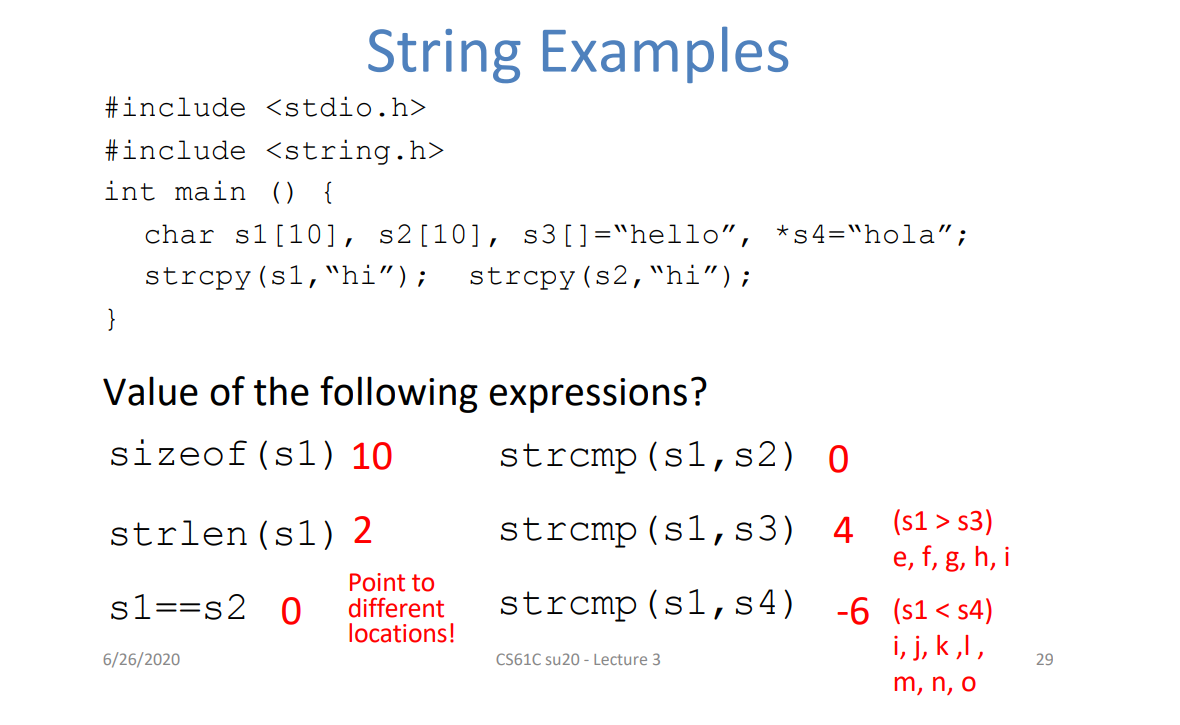 String Examples
#include <stdio.h>
#include <string.h>
int main () {
char s1[10], s2[10], s3[]=“hello”, *s4=“hola”;
strcpy(s1,“hi”); strcpy(s2,“hi”);
}
Value of the following expressions?
sizeof(s1) 10
strlen(s1) 2
s1==s2 0
Point to
different
locations!
strcmp(s1,s2) 0
strcmp(s1,s3) 4
(s1 > s3)
e, f, g, h, i
strcmp(s1,s4) -6
(s1 < s4)
i, j, k ,l ,
m, n, o
6/26/2020
CS61C su20 - Lecture 3
29